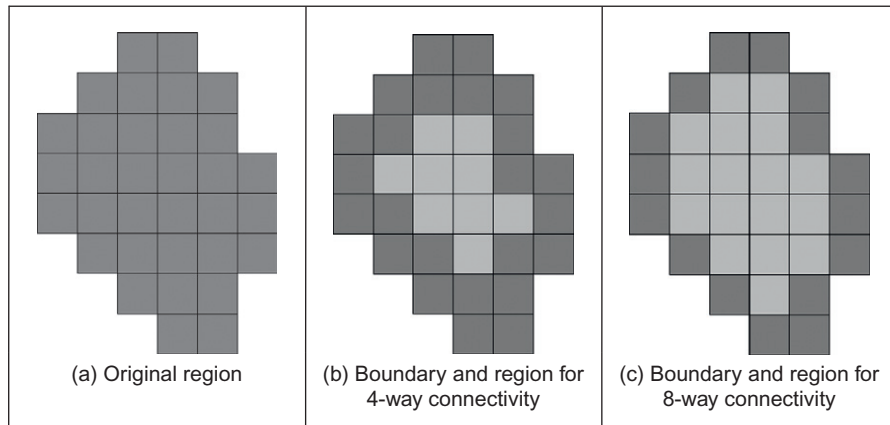 (a) Original region
(b) Boundary and region for
4-way connectivity
(c) Boundary and region for
8-way connectivity